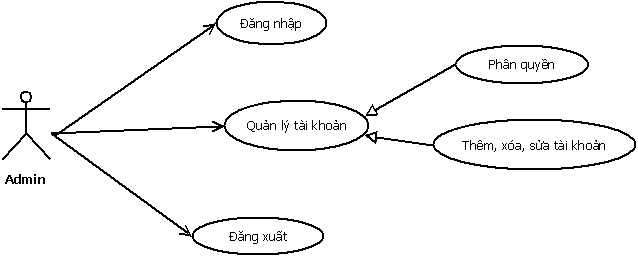 Đăng nhập
Phân quyền
Quản lý tài khoản
Thêm, xóa, sửa tài khoản
Admin
Đăng xuất